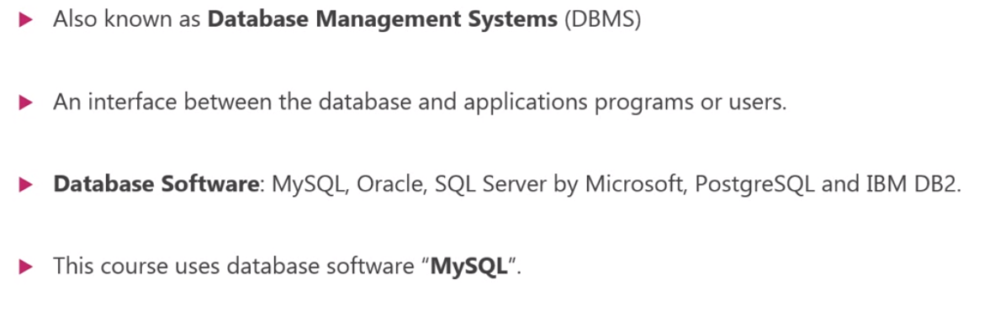 Also known as Database Management Systems (DBMS)
An interface between the database and applications programs or users.
Database Software: MySQL, Oracle, SQL Server by Microsoft, PostgreSQL and IBM DB2.
This course uses database software “MySQL”.